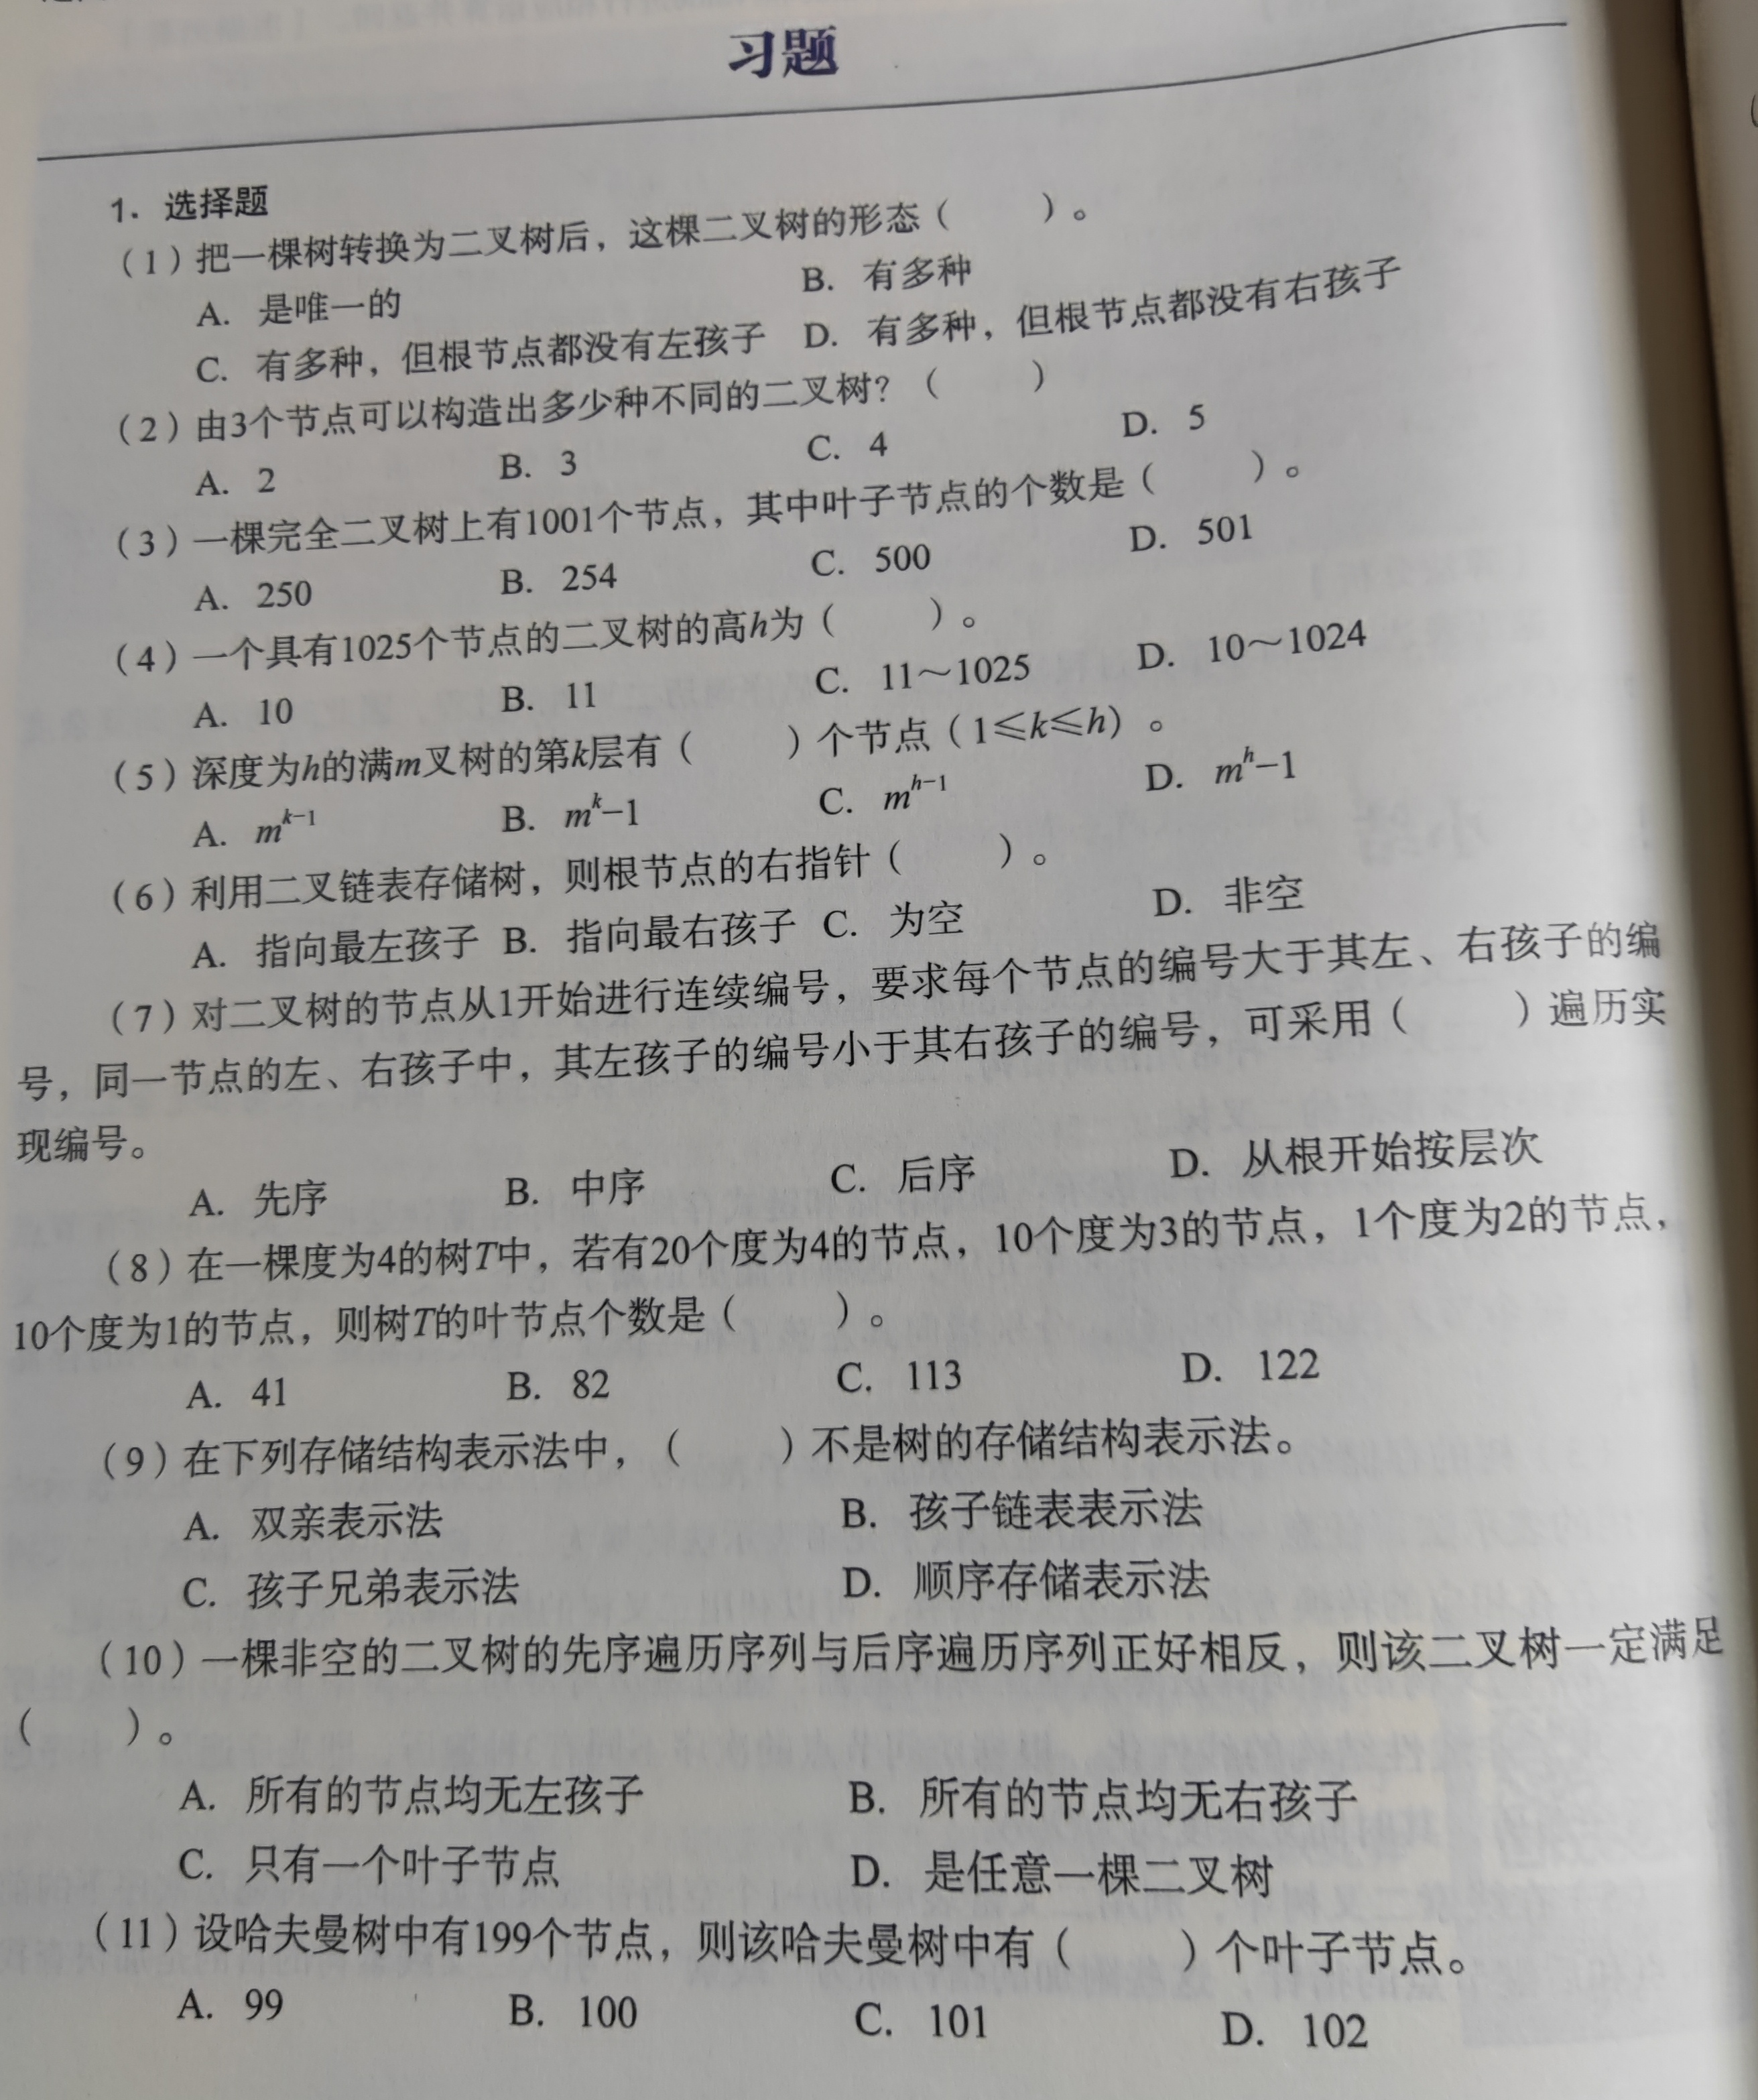 习题
1. 选择题
（1）把一棵树转换为二叉树后，这棵二叉树的形态（　　）。
A. 是唯一的　B. 有多种
C. 有多种，但根节点都没有左孩子　D. 有多种，但根节点都没有右孩子
（2）由3个节点可以构造出多少种不同的二叉树？（　　）
A. 2　B. 3　C. 4　D. 5
（3）一棵完全二叉树上有1001个节点，其中叶子节点的个数是（　　）。
A. 250　B. 254　C. 500　D. 501
（4）一个具有1025个节点的二叉树的高h为（　　）。
A. 10　B. 11　C. 11～1025　D. 10～1024
（5）深度为h的满m叉树的第k层有（　　）个节点（1≤k≤h）。
A. m^{k-1}　B. m^k-1　C. m^{h-1}　D. m^h-1
（6）利用二叉链表存储树，则根节点的右指针（　　）。
A. 指向最左孩子　B. 指向最右孩子　C. 为空　D. 非空
（7）对二叉树的节点从1开始进行连续编号，要求每个节点的编号大于其左、右孩子的编
号，同一节点的左、右孩子中，其左孩子的编号小于其右孩子的编号，可采用（　　）遍历实
现编号。
A. 先序　B. 中序　C. 后序　D. 从根开始按层次
（8）在一棵度为4的树T中，若有20个度为4的节点，10个度为3的节点，1个度为2的节点，
10个度为1的节点，则树T的叶节点个数是（　　）。
A. 41　B. 82　C. 113　D. 122
（9）在下列存储结构表示法中，（　　）不是树的存储结构表示法。
A. 双亲表示法　B. 孩子链表表示法
C. 孩子兄弟表示法　D. 顺序存储表示法
（10）一棵非空的二叉树的先序遍历序列与后序遍历序列正好相反，则该二叉树一定满足
（　　）。
A. 所有的节点均无左孩子　B. 所有的节点均无右孩子
C. 只有一个叶子节点　D. 是任意一棵二叉树
（11）设哈夫曼树中有199个节点，则该哈夫曼树中有（　　）个叶子节点。
A. 99　B. 100　C. 101　D. 102